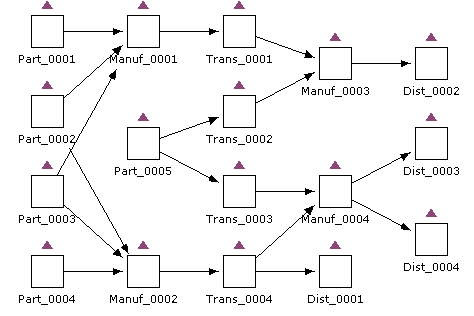 Part_0001 Manuf_0001 Trans_0001
Manuf_0003 Dist_0002
Part_0002 Trans_0002
Part_0005 Dist_0003
Part_0003 Trans_0003 Manuf_0004
Dist_0004
Part_0004 Manuf_0002 Trans_0004 Dist_0001